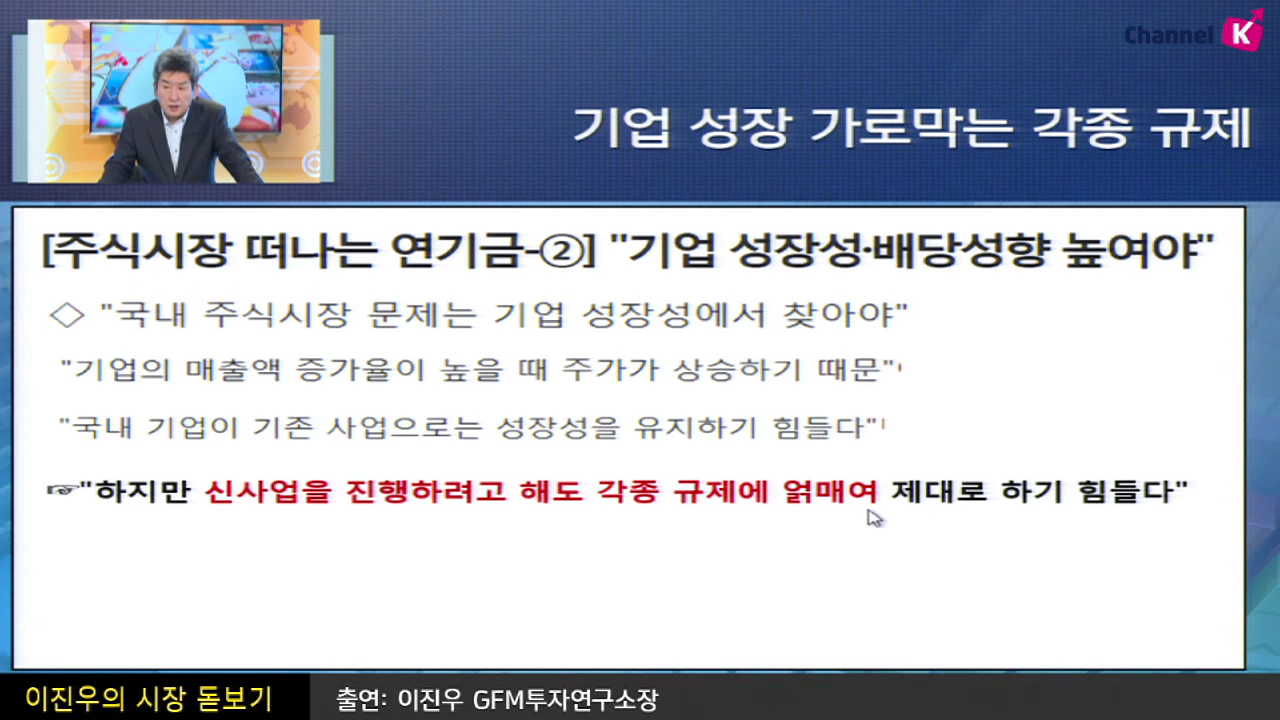 Channel K
기업 성장 가로막는 각종 규제
[주식시장 떠나는 연기금-②] "기업 성장성·배당성향 높여야"
◇ "국내 주식시장 문제는 기업 성장성에서 찾아야"
"기업의 매출액 증가율이 높을 때 주가가 상승하기 때문"
"국내 기업이 기존 사업으로는 성장성을 유지하기 힘들다"
☞"하지만 신사업을 진행하려고 해도 각종 규제에 얽매여 제대로 하기 힘들다"
이진우의 시장 돋보기
출연: 이진우 GFM투자연구소장